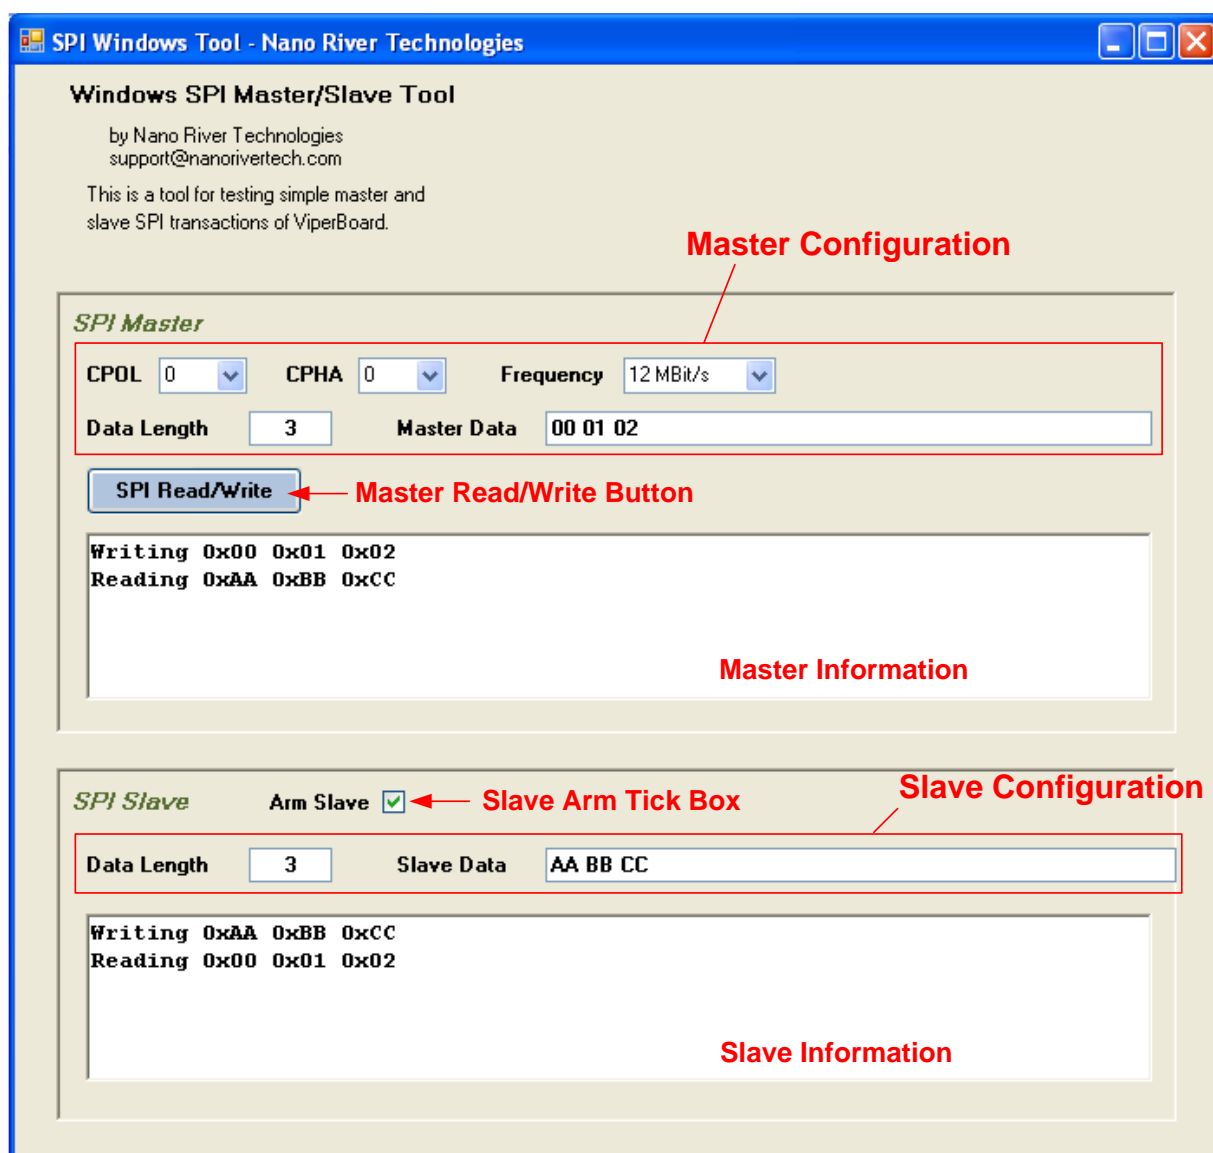 SPI Windows Tool - Nano River Technologies
Windows SPI Master/Slave Tool
by Nano River Technologies
support@nanorivertech.com
This is a tool for testing simple master and
slave SPI transactions of ViperBoard.
Master Configuration
SPI Master
CPOL 0 CPHA 0 Frequency 12 MBit/s
Data Length 3 Master Data 00 01 02
SPI Read/Write Master Read/Write Button
Writing 0x00 0x01 0x02
Reading 0xAA 0xBB 0xCC
Master Information
Slave Configuration
SPI Slave Arm Slave Slave Arm Tick Box
Data Length 3 Slave Data AA BB CC
Writing 0xAA 0xBB 0xCC
Reading 0x00 0x01 0x02
Slave Information